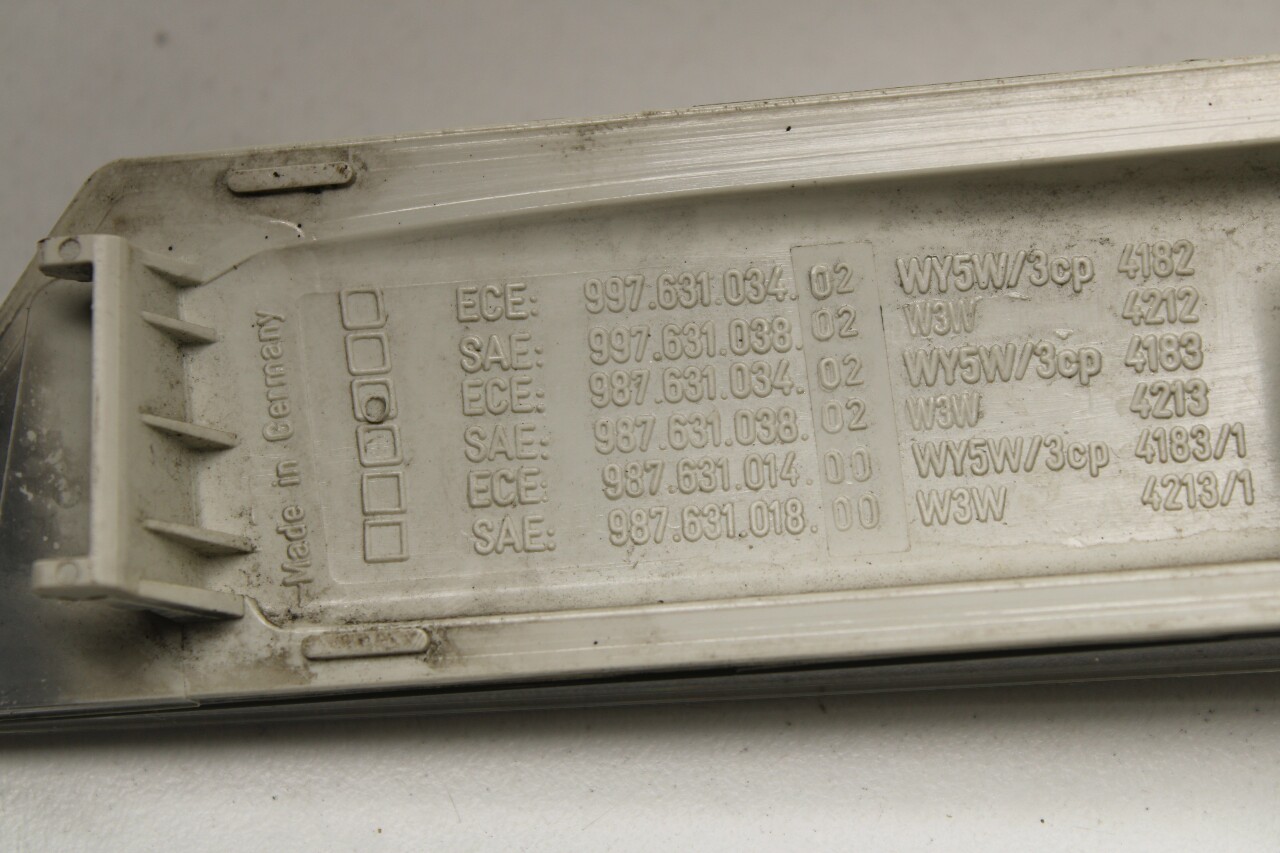 Made in Germany
ECE: 997.631.034.02 WY5W/3cp 4182
SAE: 997.631.038.02 W3W 4212
ECE: 987.631.034.02 WY5W/3cp 4183
SAE: 987.631.038.02 W3W 4213
ECE: 987.631.014.00 WY5W/3cp 4183/1
SAE: 987.631.018.00 W3W 4213/1